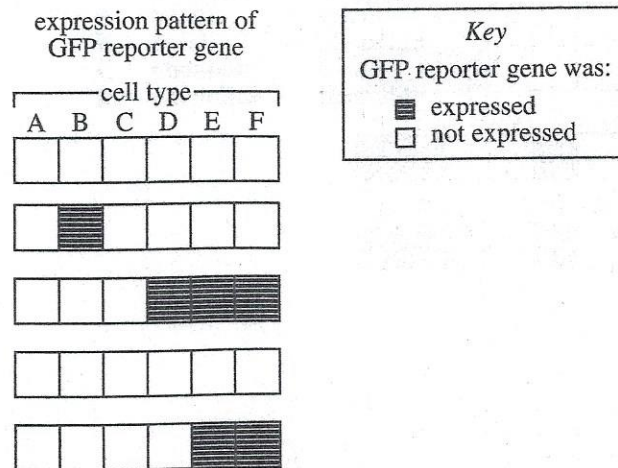 expression pattern of
GFP reporter gene
cell type
A B C D E F
Key
GFP reporter gene was:
expressed
not expressed